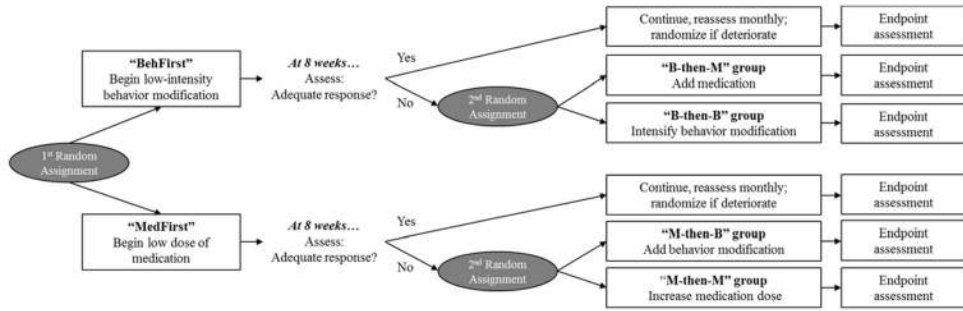 1st Random
Assignment
“BehFirst”
Begin low-intensity
behavior modification
At 8 weeks…
Assess:
Adequate response?
Yes
No
2nd Random
Assignment
Continue, reassess monthly;
randomize if deteriorate
Endpoint
assessment
“B-then-M” group
Add medication
Endpoint
assessment
“B-then-B” group
Intensify behavior modification
Endpoint
assessment
“MedFirst”
Begin low dose of
medication
At 8 weeks…
Assess:
Adequate response?
Yes
No
2nd Random
Assignment
Continue, reassess monthly;
randomize if deteriorate
Endpoint
assessment
“M-then-B” group
Add behavior modification
Endpoint
assessment
“M-then-M” group
Increase medication dose
Endpoint
assessment